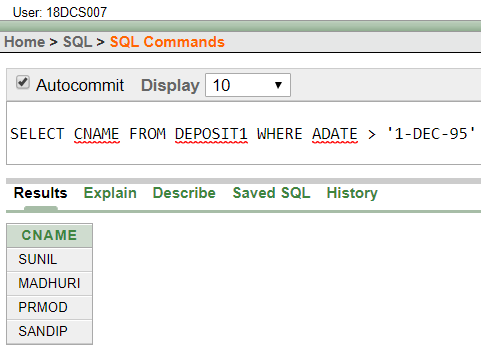 User: 18DCS007
Home > SQL > SQL Commands
Autocommit Display 10
SELECT CNAME FROM DEPOSIT1 WHERE ADATE > '1-DEC-95'
Results Explain Describe Saved SQL History
CNAME
SUNIL
MADHURI
PRMOD
SANDIP